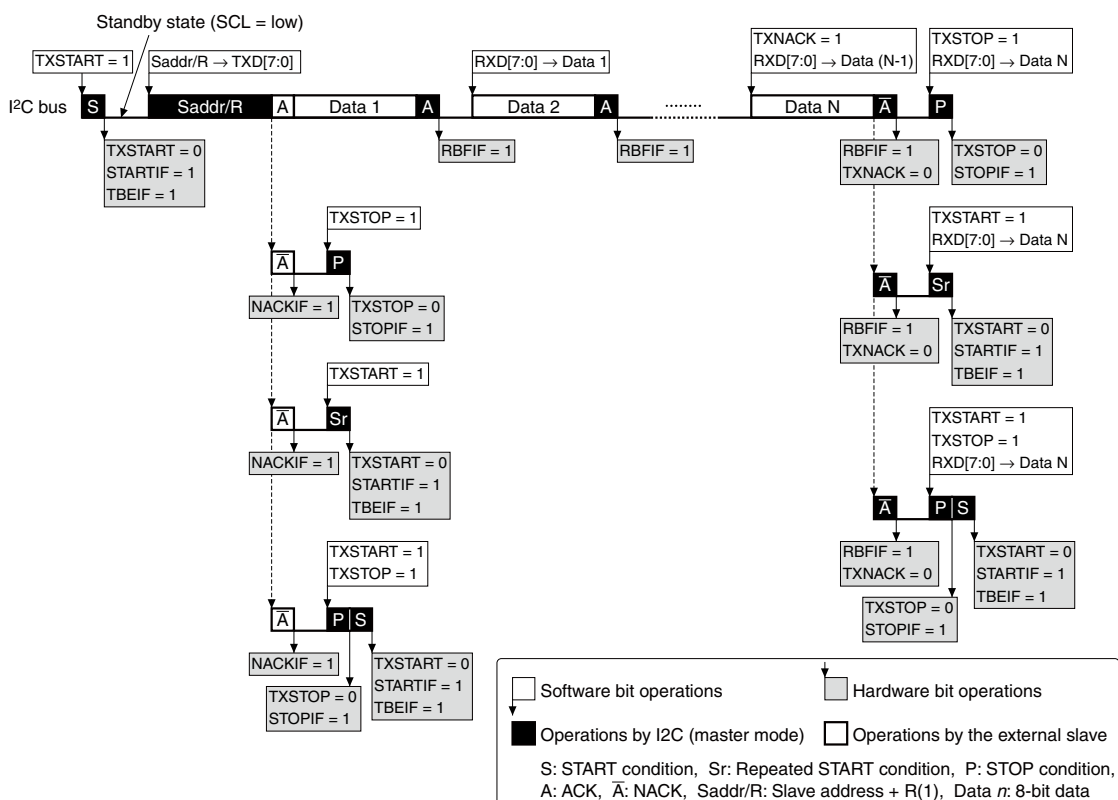 Standby state (SCL = low)
TXSTART = 1
Saddr/R → TXD[7:0]
RXD[7:0] → Data 1
TXNACK = 1
RXD[7:0] → Data (N-1)
TXSTOP = 1
RXD[7:0] → Data N
I²C bus
S
Saddr/R
A
Data 1
A
Data 2
A
........
Data N
A̅
P
TXSTART = 0
STARTIF = 1
TBEIF = 1
RBFIF = 1
RBFIF = 1
RBFIF = 1
TXNACK = 0
TXSTOP = 0
STOPIF = 1
TXSTOP = 1
A̅
P
NACKIF = 1
TXSTOP = 0
STOPIF = 1
TXSTART = 1
RXD[7:0] → Data N
A̅
Sr
RBFIF = 1
TXNACK = 0
TXSTART = 0
STARTIF = 1
TBEIF = 1
TXSTART = 1
A̅
Sr
NACKIF = 1
TXSTART = 0
STARTIF = 1
TBEIF = 1
TXSTART = 1
TXSTOP = 1
RXD[7:0] → Data N
A̅
P
S
RBFIF = 1
TXNACK = 0
TXSTOP = 0
STOPIF = 1
TXSTART = 0
STARTIF = 1
TBEIF = 1
TXSTART = 1
TXSTOP = 1
A̅
P
S
NACKIF = 1
TXSTOP = 0
STOPIF = 1
TXSTART = 0
STARTIF = 1
TBEIF = 1
Software bit operations
Hardware bit operations
Operations by I2C (master mode)
Operations by the external slave
S: START condition, Sr: Repeated START condition, P: STOP condition,
A: ACK, A̅: NACK, Saddr/R: Slave address + R(1), Data n: 8-bit data